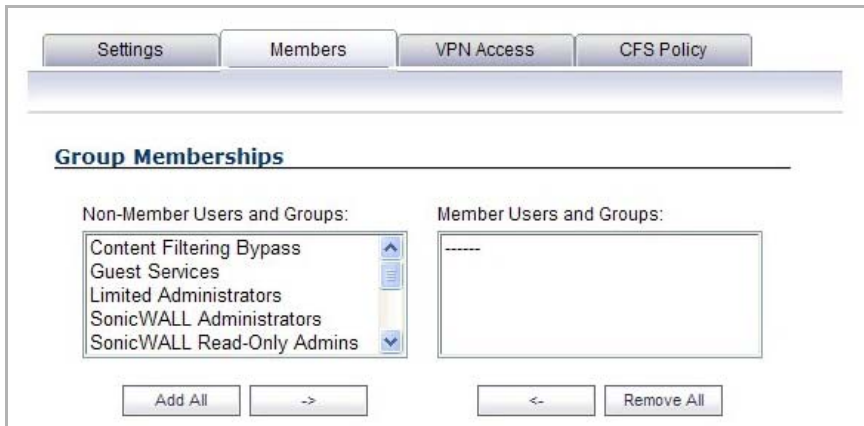 Settings Members VPN Access CFS Policy
Group Memberships
Non-Member Users and Groups: Member Users and Groups:
Content Filtering Bypass ------
Guest Services
Limited Administrators
SonicWALL Administrators
SonicWALL Read-Only Admins
Add All -> <- Remove All